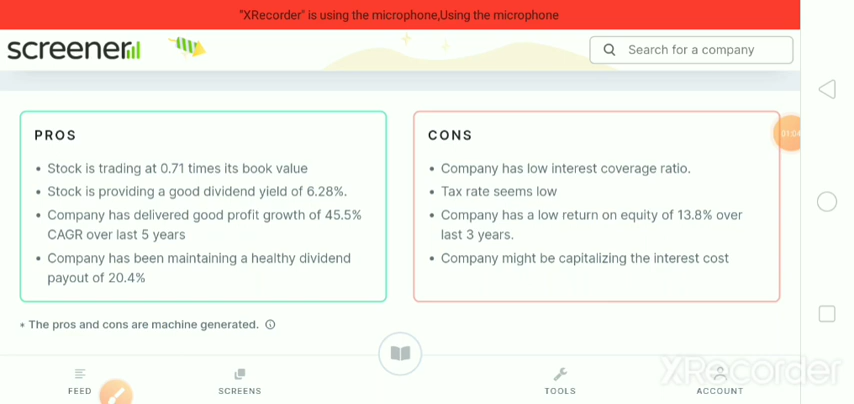 "XRecorder" is using the microphone,Using the microphone
screener
Search for a company
PROS
• Stock is trading at 0.71 times its book value
• Stock is providing a good dividend yield of 6.28%.
• Company has delivered good profit growth of 45.5%
CAGR over last 5 years
• Company has been maintaining a healthy dividend
payout of 20.4%
CONS
• Company has low interest coverage ratio.
• Tax rate seems low
• Company has a low return on equity of 13.8% over
last 3 years.
• Company might be capitalizing the interest cost
01:04
* The pros and cons are machine generated.
FEED
SCREENS
TOOLS
ACCOUNT
XRecorder